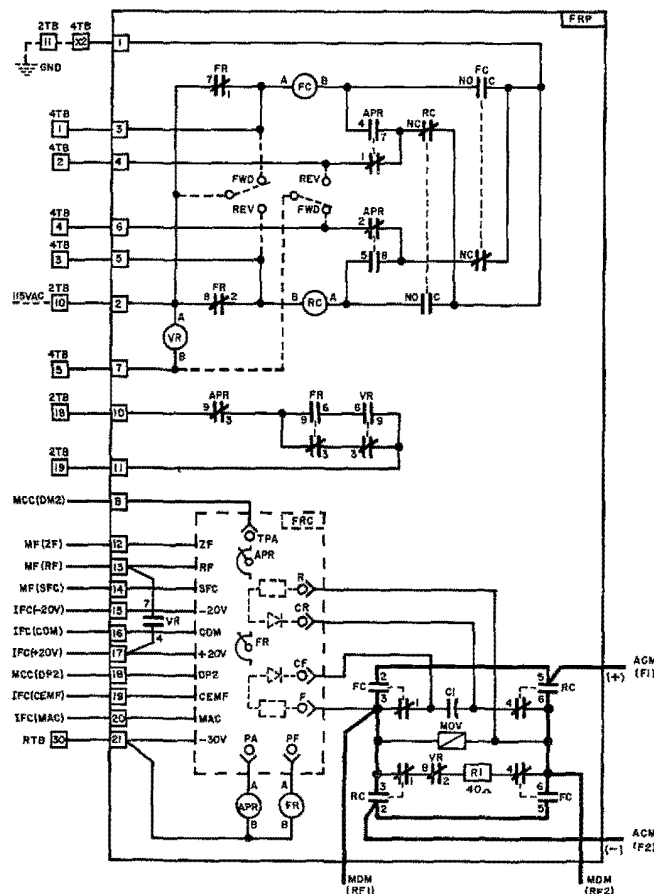 FRP
2TB 4TB
11 X2 1
GND
FR
7 1
A FC B
FC
NO C
4TB
1 3
APR
4 7
RC
NC C
4TB
2 4
1
FWD REV
REV FWD
4TB
4 6
APR
2
4TB
3 5
5 8
NC C
115VAC 2TB
10 2
FR
8 2
B RC A
NO C
A
VR
B
4TB
5 7
2TB
18 10
APR
9 3
FR
9 6
VR
6 9
3 3
2TB
19 11
MCC(DM2) 8
FRC
TPA
MF(ZF) 12 ZF
APR
MF(RF) 13 RF
R
MF(SFC) 14 SFC
7
IFC(-20V) 15 -20V
CR
VR
IFC(COM) 16 COM
4
FR
IFC(+20V) 17 +20V
CF
MCC(DP2) 18 DP2
IFC(CEMF) 19 CEMF
F
IFC(MAC) 20 MAC
RTB 30 21 -30V
PA PF
A A
APR FR
B B
ACM
(+) (F1)
FC 2 3
1
C1
4
5 6 RC
MOV
VR
8 2
R1
40Ω
1
4
RC 3 2
6 5 FC
ACM
(-) (F2)
MDM
(RF1)
MDM
(RF2)